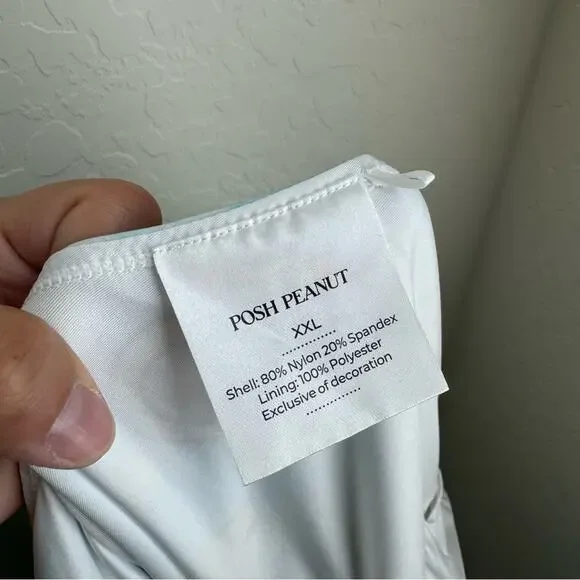 POSH PEANUT
XXL
Shell: 80% Nylon 20% Spandex
Lining: 100% Polyester
Exclusive of decoration